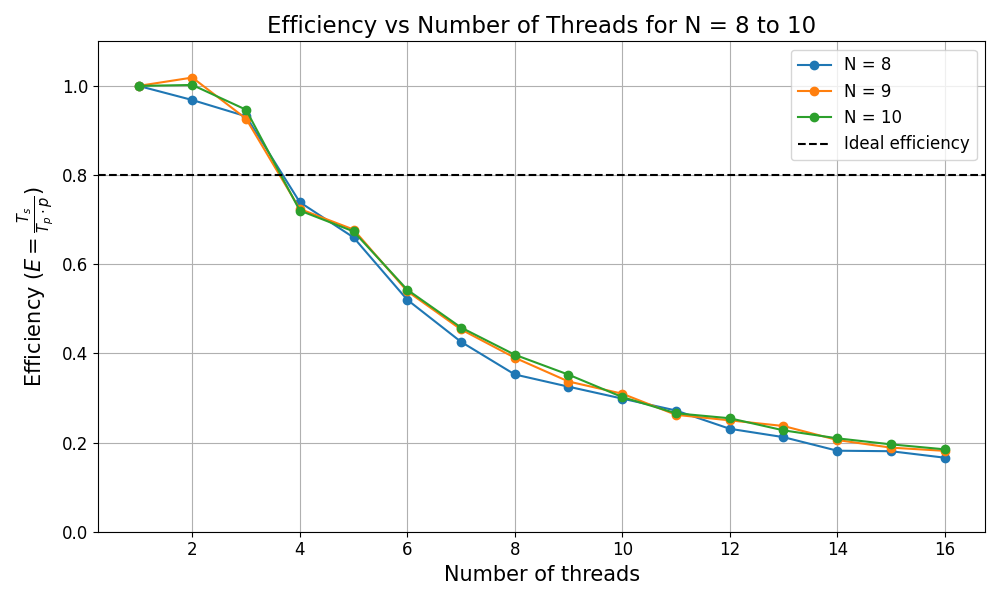 Efficiency vs Number of Threads for N = 8 to 10
Efficiency (E = T_s / (T_p · p))
1.0
0.8
0.6
0.4
0.2
0.0
N = 8
N = 9
N = 10
Ideal efficiency
2 4 6 8 10 12 14 16
Number of threads